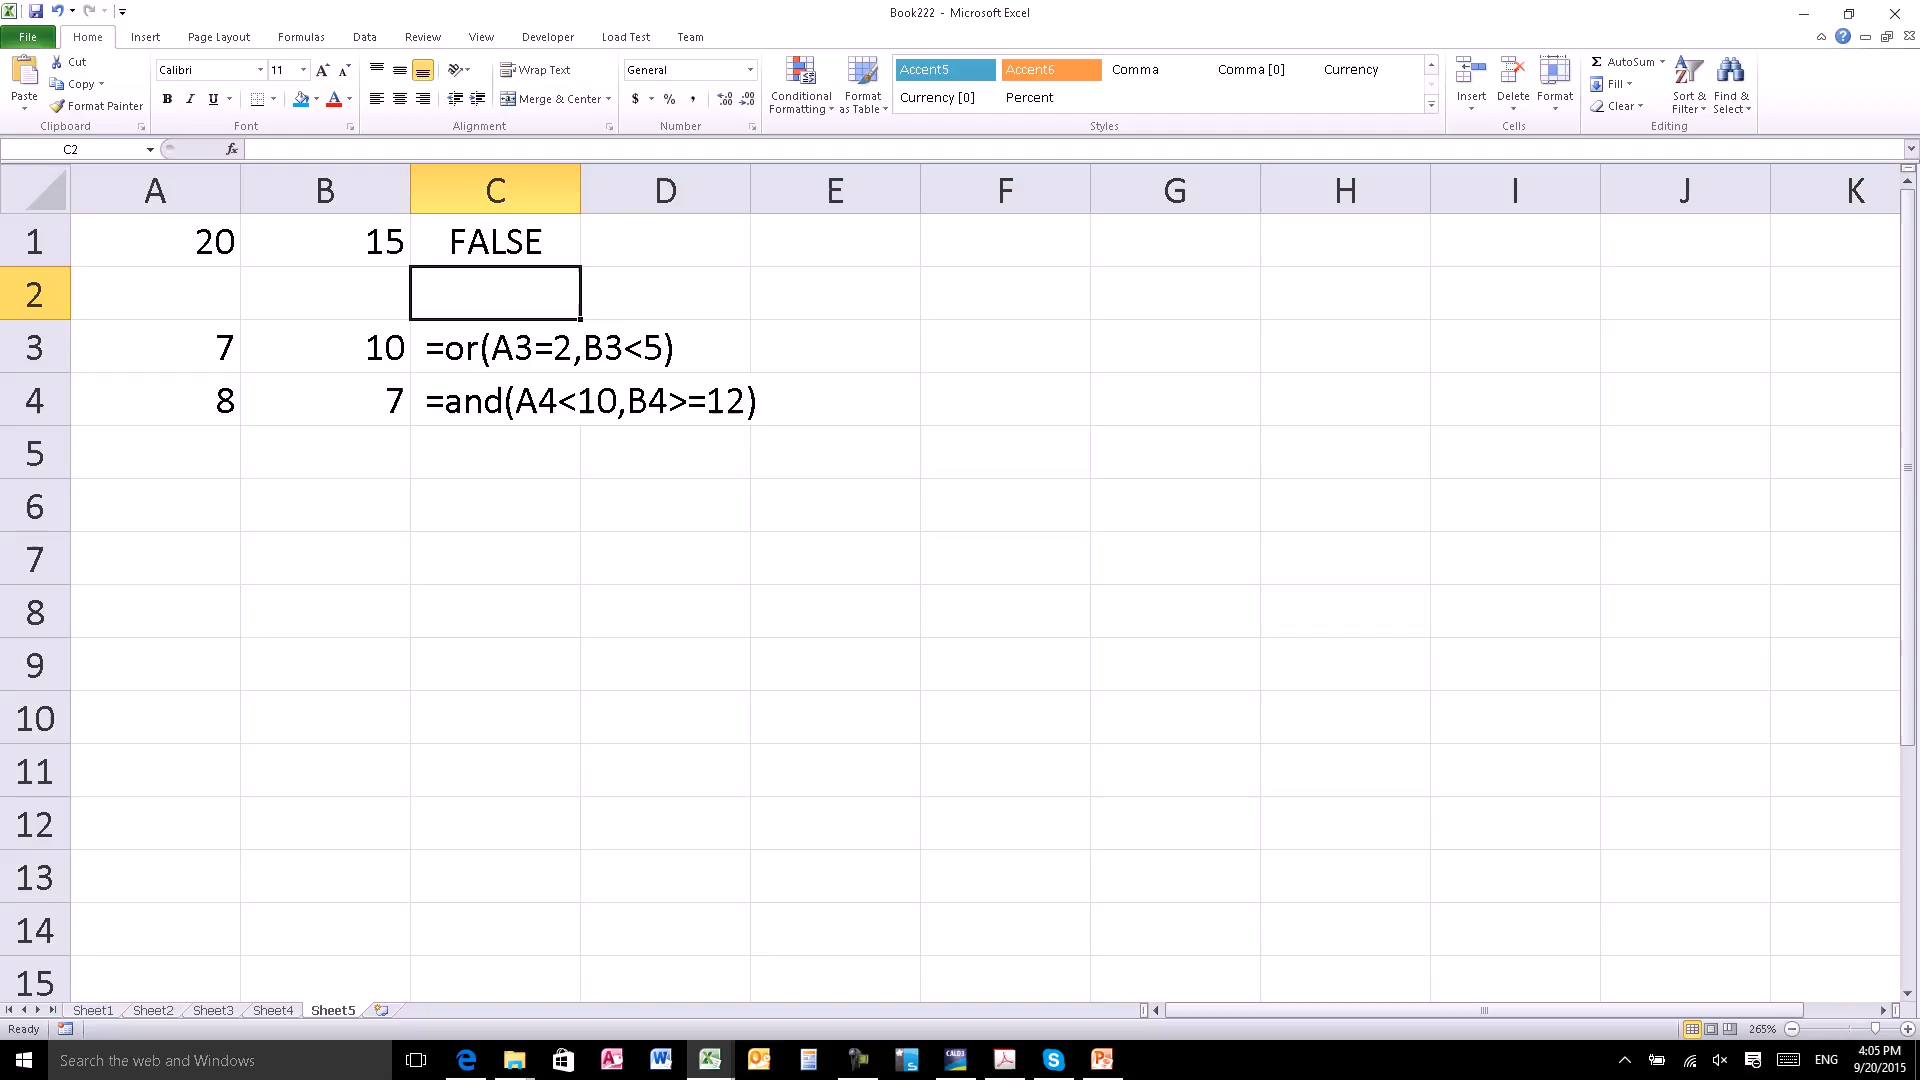 Book222 - Microsoft Excel
File Home Insert Page Layout Formulas Data Review View Developer Load Test Team
Paste
Cut
Copy
Format Painter
Clipboard
Calibri 11
B I U
Font
Wrap Text
Merge & Center
Alignment
General
$ % ,
Number
Conditional Formatting
Format as Table
Accent5 Accent6 Comma Comma [0] Currency
Currency [0] Percent
Styles
Insert Delete Format
Cells
Σ AutoSum
Fill
Clear
Sort & Filter
Find & Select
Editing
C2 fx
A B C D E F G H I J K
1 20 15 FALSE
2
3 7 10 =or(A3=2,B3<5)
4 8 7 =and(A4<10,B4>=12)
5
6
7
8
9
10
11
12
13
14
15
Sheet1 Sheet2 Sheet3 Sheet4 Sheet5
Ready 265%
Search the web and Windows
ENG
4:05 PM
9/20/2015